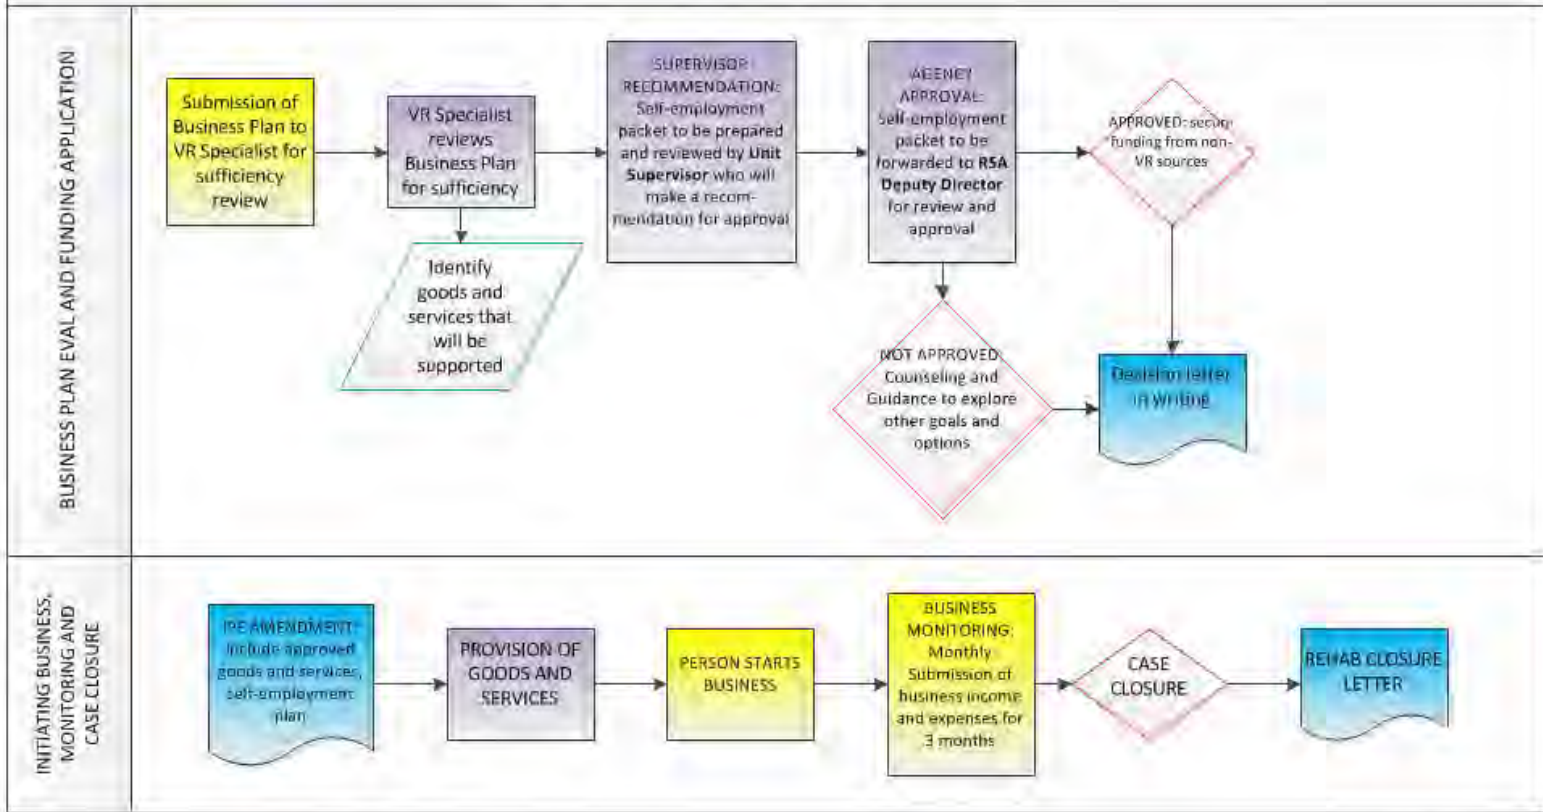 BUSINESS PLAN EVAL AND FUNDING APPLICATION
Submission of
Business Plan to
VR Specialist for
sufficiency
review
VR Specialist
reviews
Business Plan
for sufficiency
Identify
goods and
services that
will be
supported
SUPERVISOR
RECOMMENDATION:
Self-employment
packet to be prepared
and reviewed by Unit
Supervisor who will
make a recom-
mendation for approval
AGENCY
APPROVAL:
Self-employment
packet to be
forwarded to RSA
Deputy Director
for review and
approval
APPROVED: secure
funding from non-
VR sources
NOT APPROVED
Counseling and
Guidance to explore
other goals and
options
Decision letter
in writing
INITIATING BUSINESS,
MONITORING AND
CASE CLOSURE
IPE AMENDMENT:
Include approved
goods and services,
self-employment
plan
PROVISION OF
GOODS AND
SERVICES
PERSON STARTS
BUSINESS
BUSINESS
MONITORING:
Monthly
Submission of
business income
and expenses for
3 months
CASE
CLOSURE
REHAB CLOSURE
LETTER